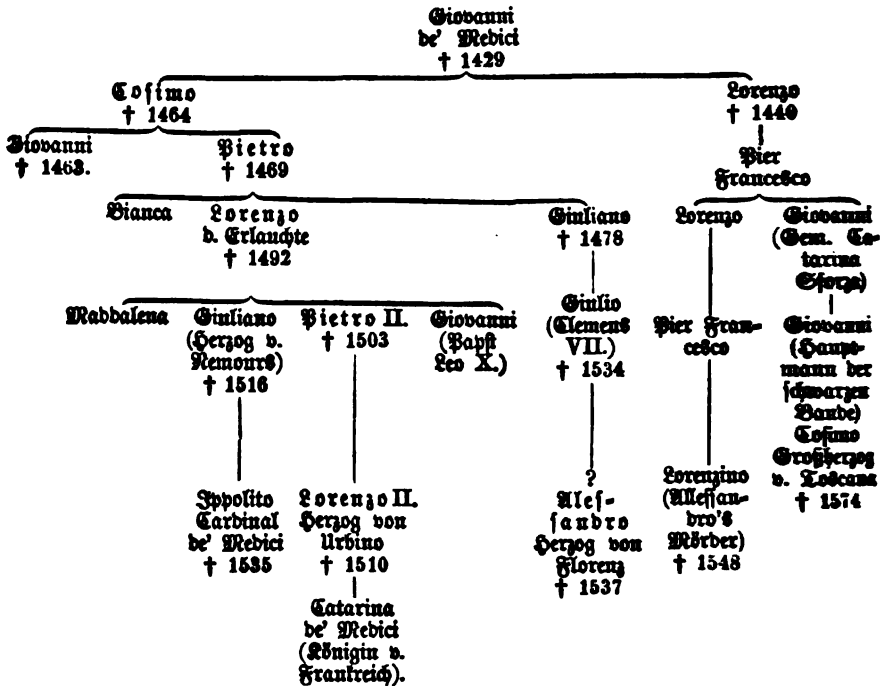 Giovanni
de' Medici
† 1429
Cosimo
† 1464
Lorenzo
† 1440
Giovanni
† 1463.
Pietro
† 1469
Pier
Francesco
Bianca
Lorenzo
d. Erlauchte
† 1492
Giuliano
† 1478
Lorenzo
Giovanni
(Gem. Ca-
tarina
Sforza)
Maddalena
Giuliano
(Herzog v.
Nemours)
† 1516
Pietro II.
† 1503
Giovanni
(Papst
Leo X.)
Giulio
(Clemens
VII.)
† 1534
Pier Fran-
cesco
Giovanni
(Haupt-
mann der
schwarzen
Bande)
Cosimo
Großherzog
v. Toscana
† 1574
Ippolito
Cardinal
de' Medici
† 1535
Lorenzo II.
Herzog von
Urbino
† 1510
?
Ales-
sandro
Herzog von
Florenz
† 1537
Lorenzino
(Allessan-
dro's
Mörder)
† 1548
Catarina
de' Medici
(Königin v.
Frankreich).